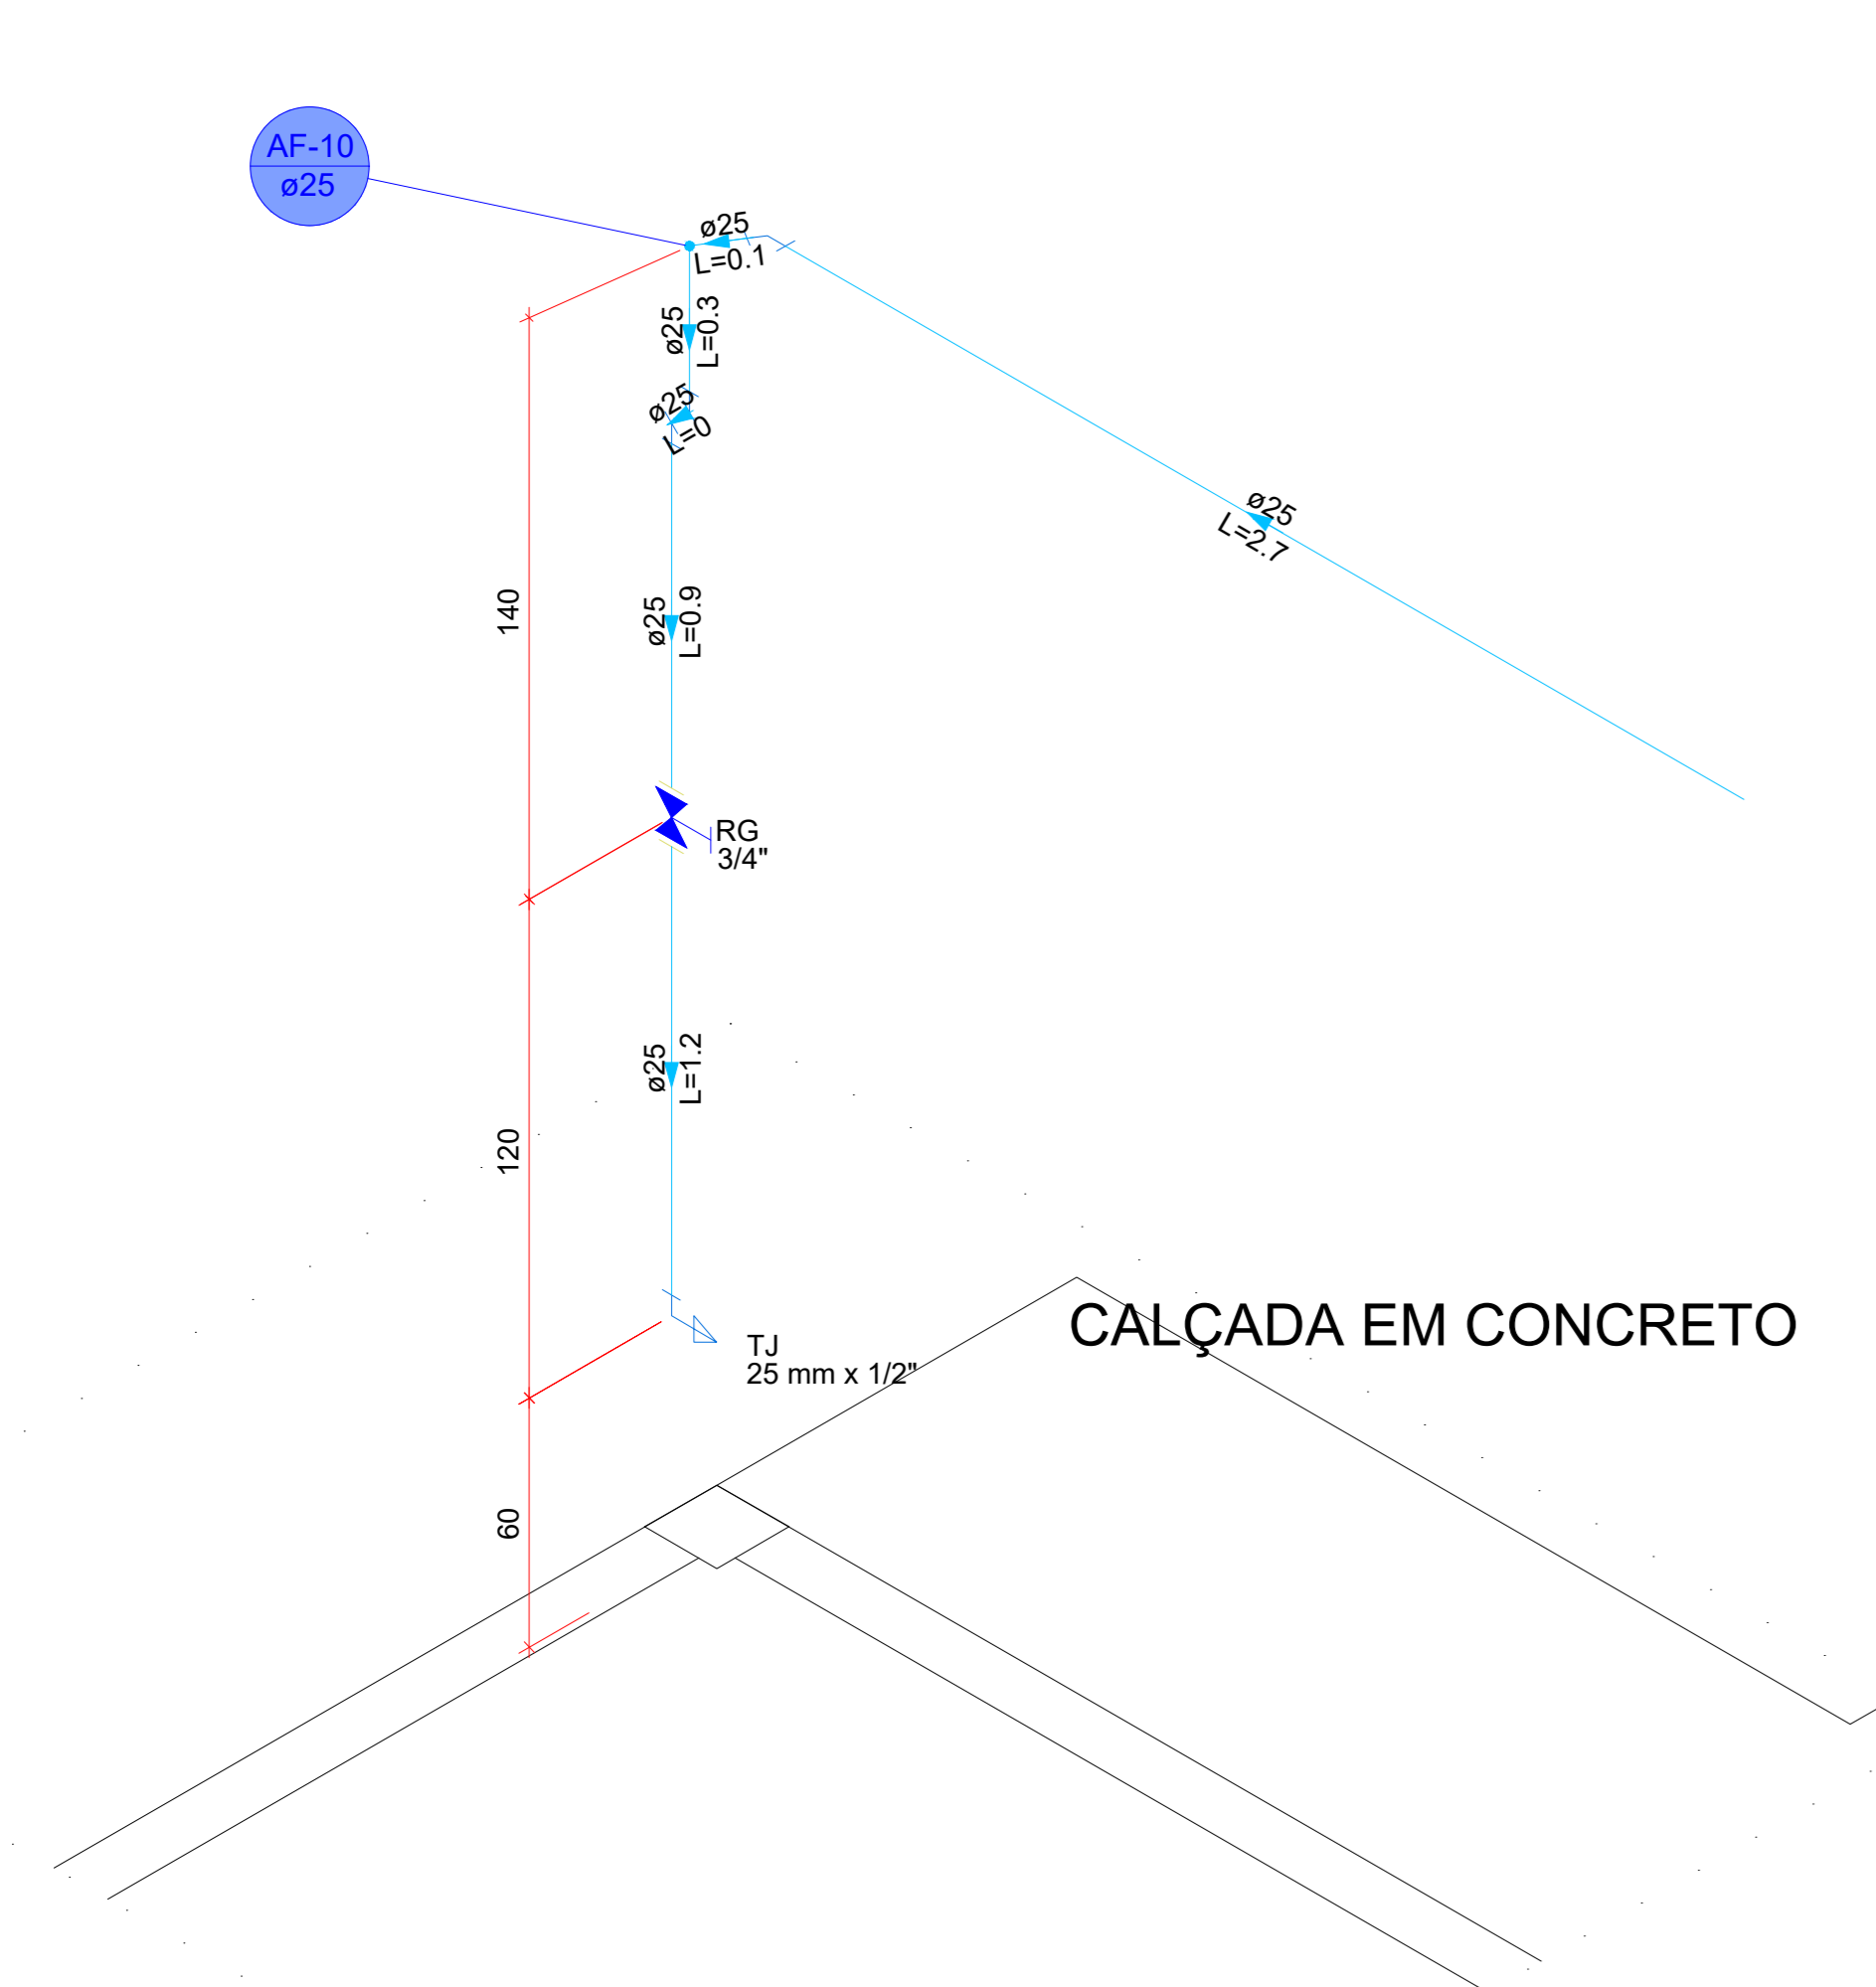 AF-10
ø25
ø25
L=0.1
ø25
L=0.3
ø25
L=0
ø25
L=2.7
140
ø25
L=0.9
RG
3/4"
ø25
L=1.2
120
CALÇADA EM CONCRETO
TJ
25 mm x 1/2"
60